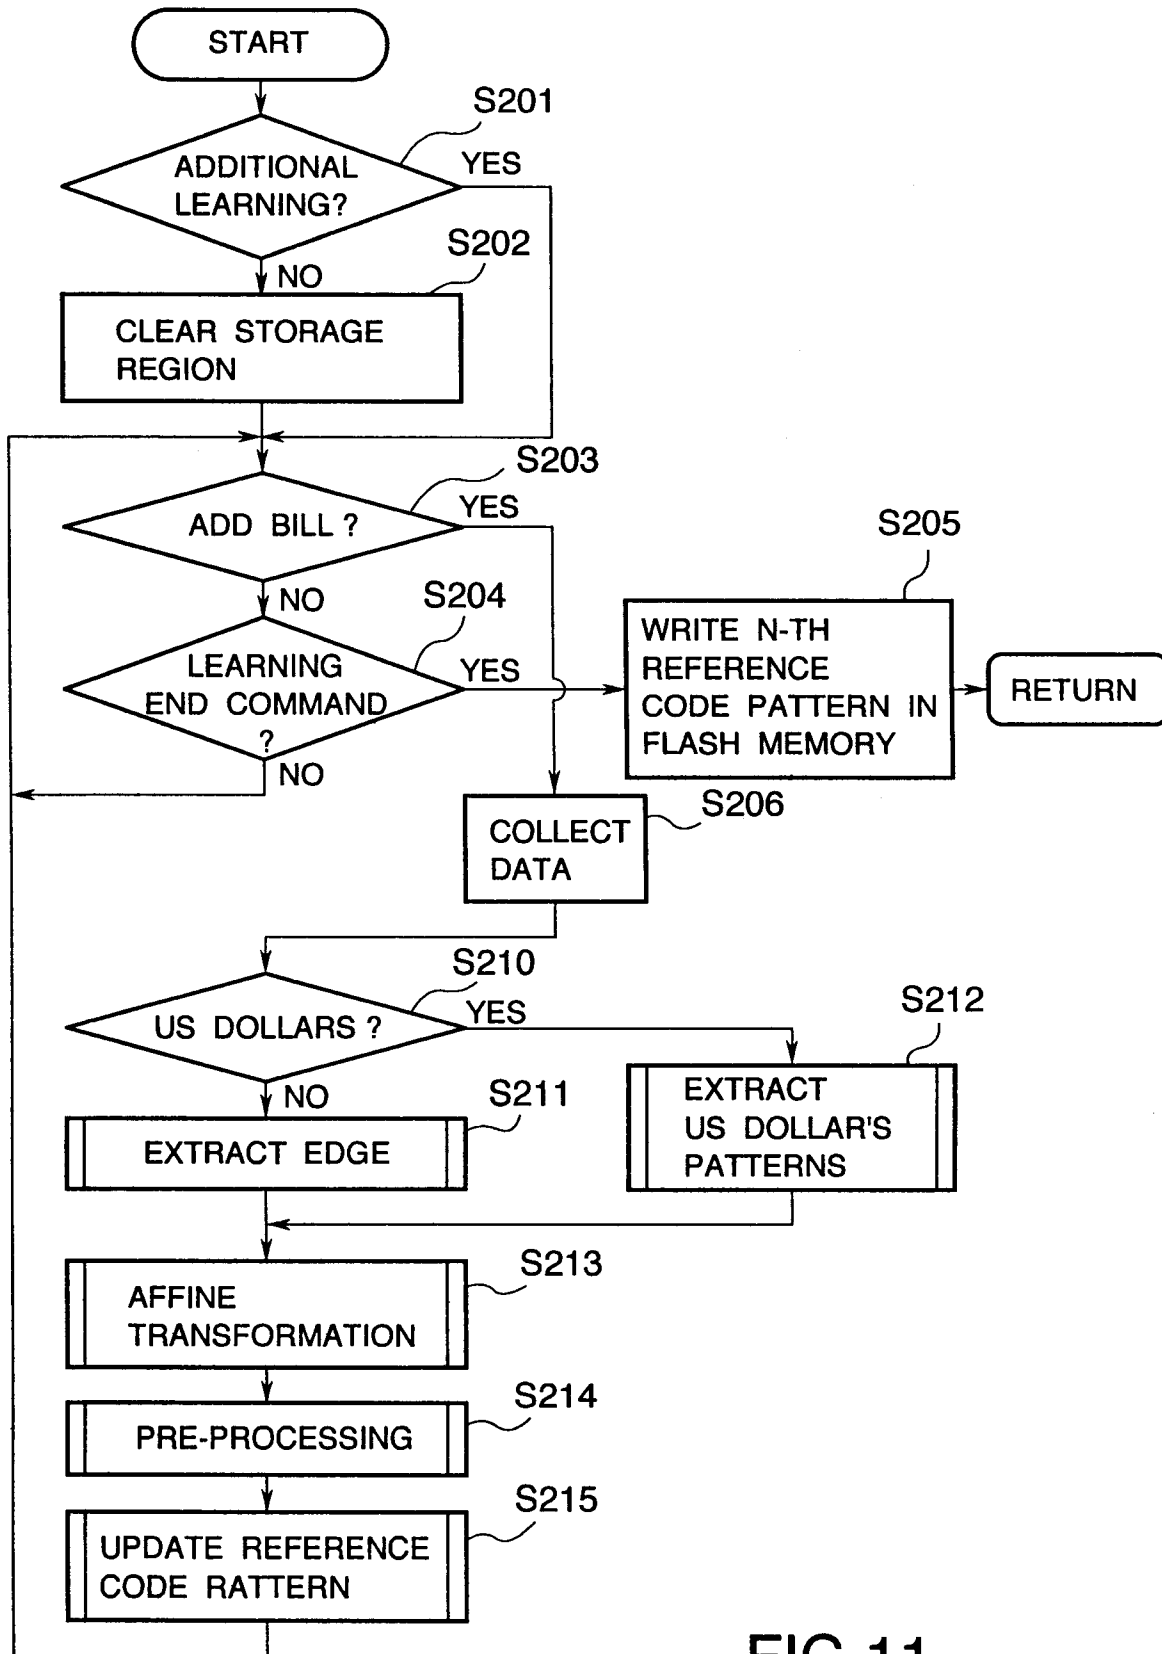 START
S201
ADDITIONAL
LEARNING?
YES
NO
S202
CLEAR STORAGE
REGION
S203
ADD BILL ?
YES
NO
S204
LEARNING
END COMMAND
?
YES
NO
S205
WRITE N-TH
REFERENCE
CODE PATTERN IN
FLASH MEMORY
RETURN
S206
COLLECT
DATA
S210
US DOLLARS ?
YES
NO
S211
EXTRACT EDGE
S212
EXTRACT
US DOLLAR'S
PATTERNS
S213
AFFINE
TRANSFORMATION
S214
PRE-PROCESSING
S215
UPDATE REFERENCE
CODE RATTERN
FIG.11